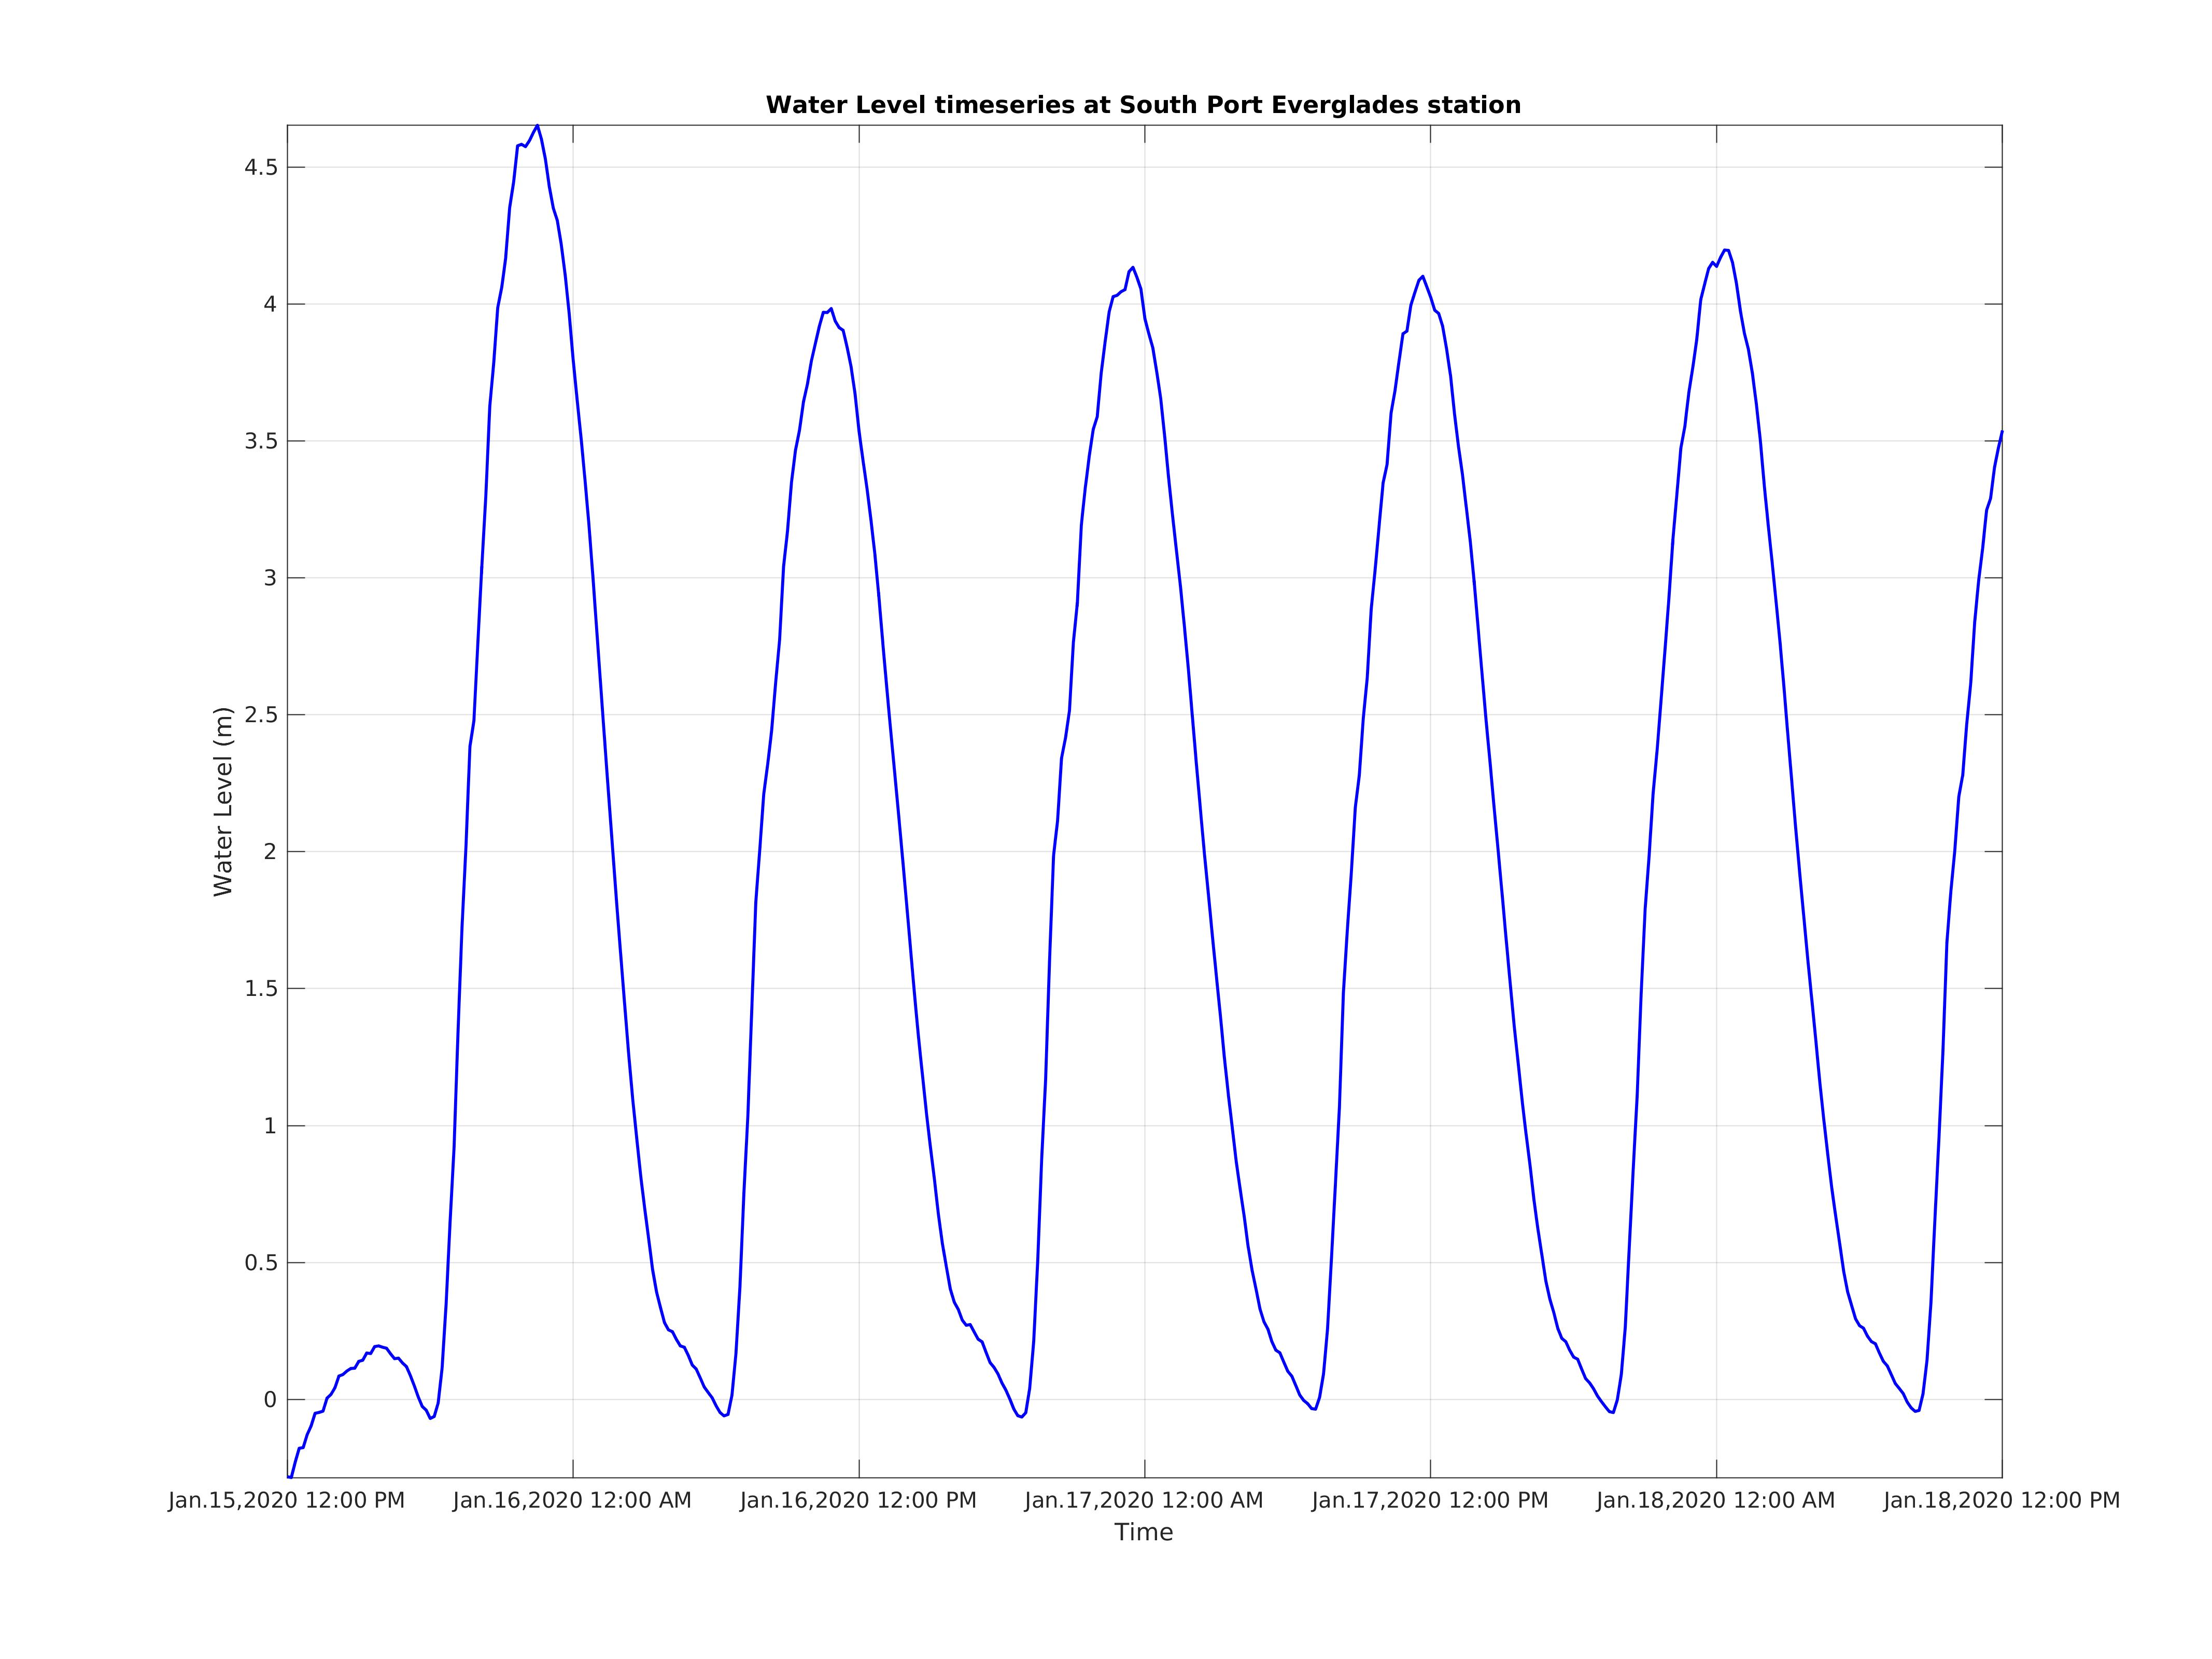 Water Level timeseries at South Port Everglades station
4.5
4
3.5
3
2.5
2
1.5
1
0.5
0
Water Level (m)
Jan.15,2020 12:00 PM Jan.16,2020 12:00 AM Jan.16,2020 12:00 PM Jan.17,2020 12:00 AM Jan.17,2020 12:00 PM Jan.18,2020 12:00 AM Jan.18,2020 12:00 PM
Time